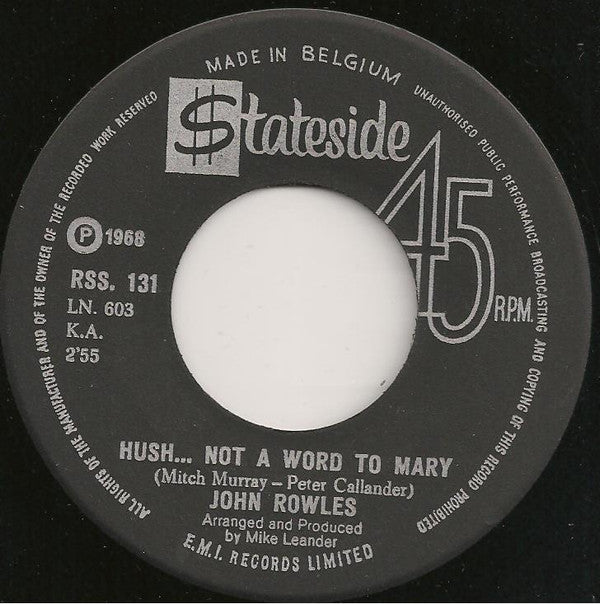 MADE IN BELGIUM
$tateside
45
R.P.M.
UNAUTHORISED PUBLIC PERFORMANCE BROADCASTING AND COPYING OF THIS RECORD PROHIBITED
ALL RIGHTS OF THE MANUFACTURER AND OF THE OWNER OF THE RECORDED WORK RESERVED
Ⓟ 1968
RSS. 131
LN. 603
K.A.
2'55
HUSH... NOT A WORD TO MARY
(Mitch Murray – Peter Callander)
JOHN ROWLES
Arranged and Produced
by Mike Leander
E.M.I. RECORDS LIMITED